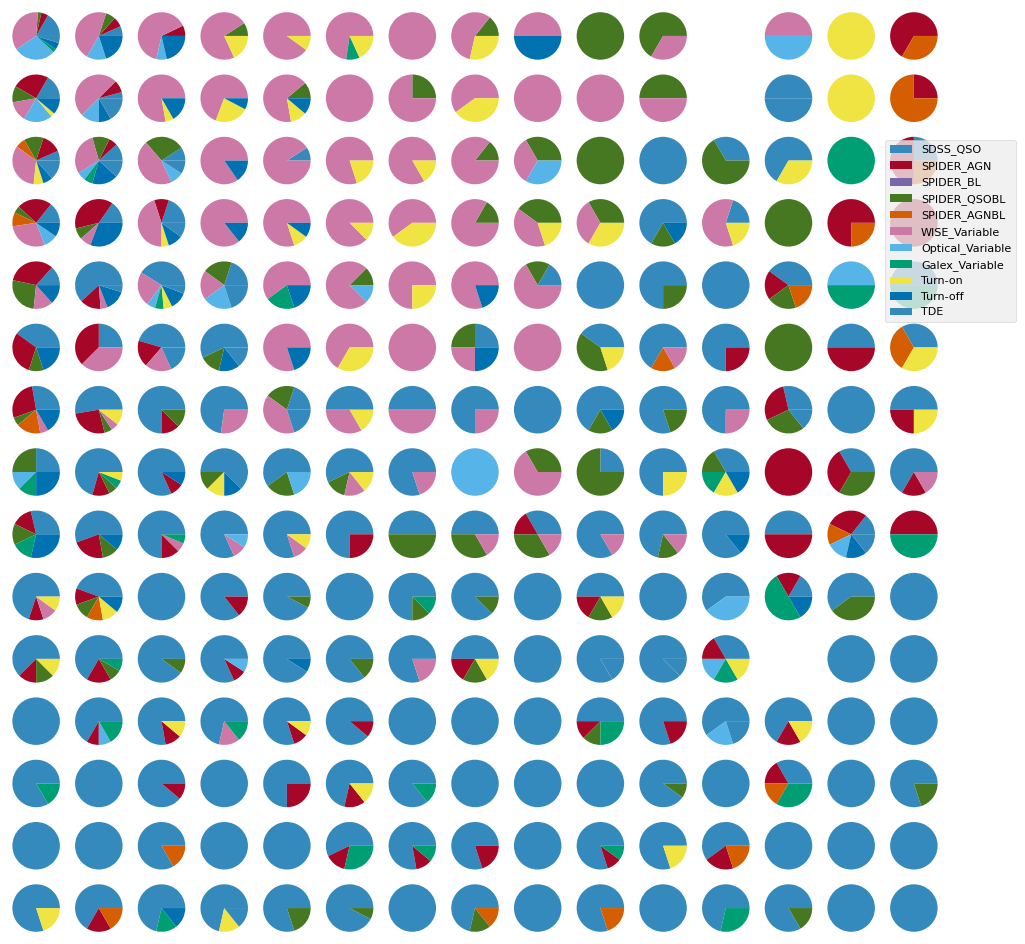 SDSS_QSO
SPIDER_AGN
SPIDER_BL
SPIDER_QSOBL
SPIDER_AGNBL
WISE_Variable
Optical_Variable
Galex_Variable
Turn-on
Turn-off
TDE